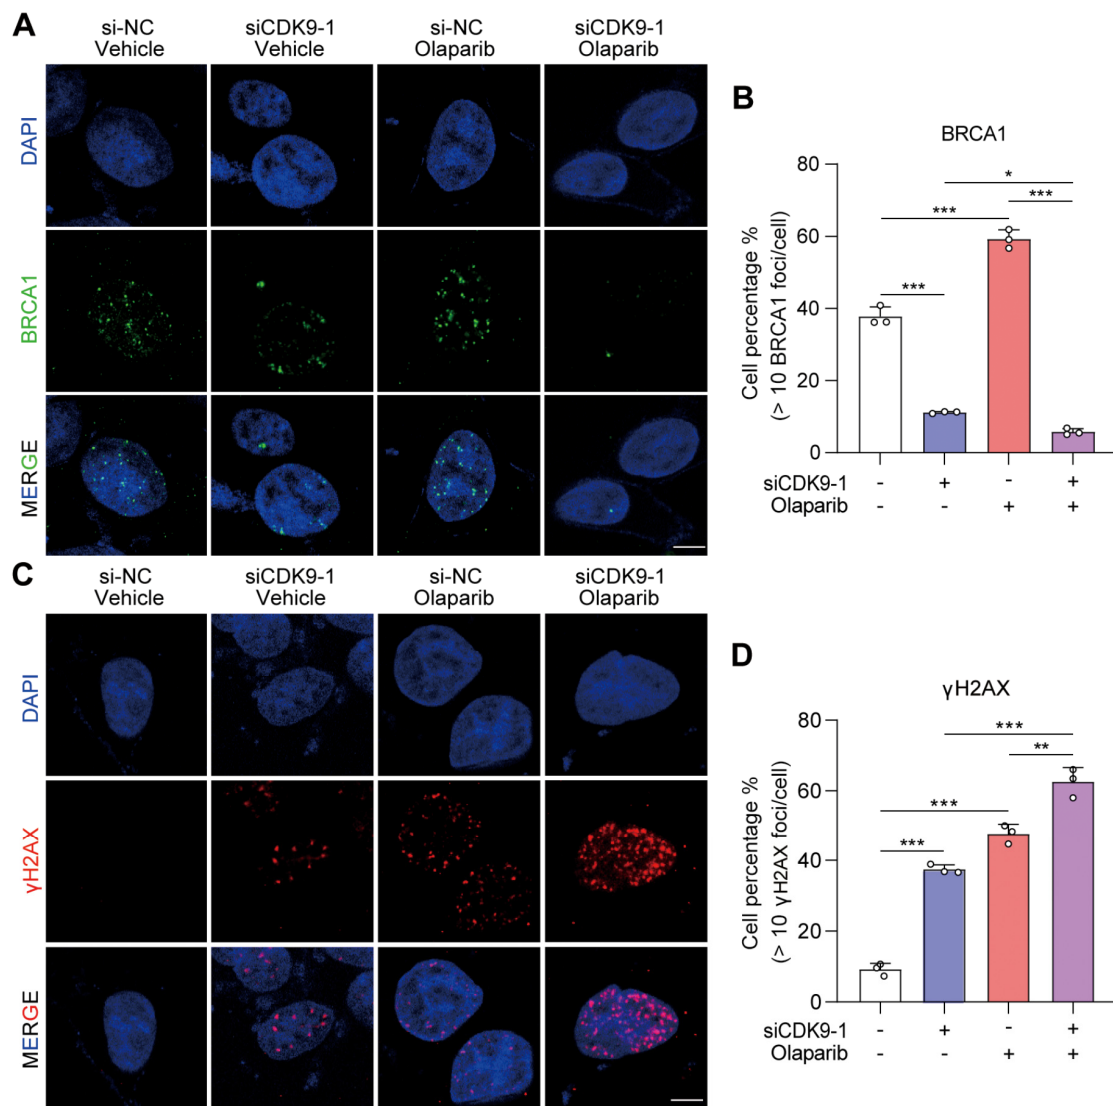 A
si-NC
Vehicle
siCDK9-1
Vehicle
si-NC
Olaparib
siCDK9-1
Olaparib
DAPI
BRCA1
MERGE
B
BRCA1
Cell percentage %
(> 10 BRCA1 foci/cell)
80
60
40
20
0
*
***
***
***
siCDK9-1 - + - +
Olaparib - - + +
C
si-NC
Vehicle
siCDK9-1
Vehicle
si-NC
Olaparib
siCDK9-1
Olaparib
DAPI
γH2AX
MERGE
D
γH2AX
Cell percentage %
(> 10 γH2AX foci/cell)
80
60
40
20
0
***
**
***
***
siCDK9-1 - + - +
Olaparib - - + +